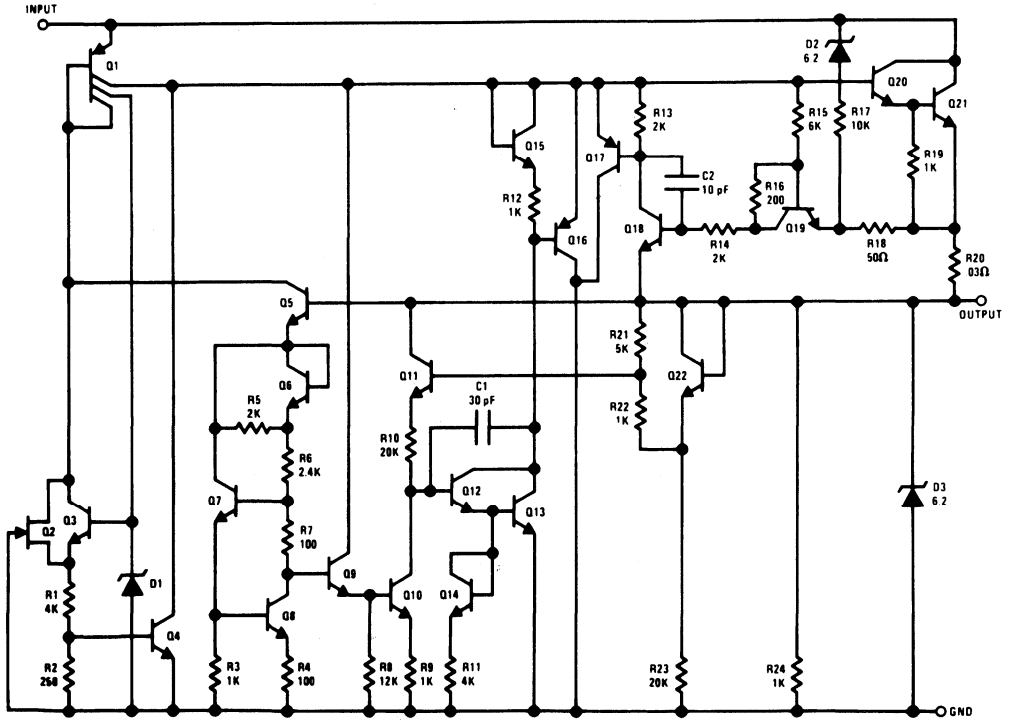 INPUT
Q1
D2
6 2
Q20
Q21
R13
2K
R15
6K
R17
10K
Q15
Q17
R19
1K
C2
10 pF
R16
200
R12
1K
Q16
Q18
Q19
R14
2K
R18
50Ω
R20
03Ω
Q5
OUTPUT
R21
5K
Q11
Q6
Q22
C1
30 pF
R5
2K
R22
1K
R10
20K
R6
2.4K
Q7
Q12
D3
6.2
Q2
Q3
Q13
R7
100
Q9
D1
R1
4K
Q10
Q14
Q8
Q4
R2
250
R3
1K
R4
100
R8
12K
R9
1K
R11
4K
R23
20K
R24
1K
GND